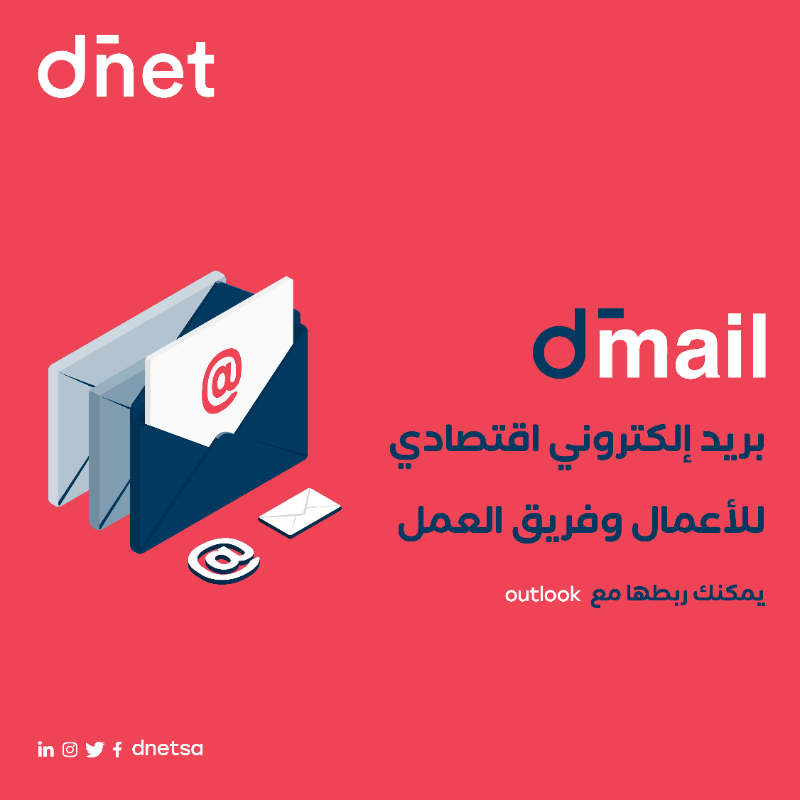 dnet
dmail
بريد إلكتروني اقتصادي
للأعمال وفريق العمل
يمكنك ربطها مع outlook
dnetsa